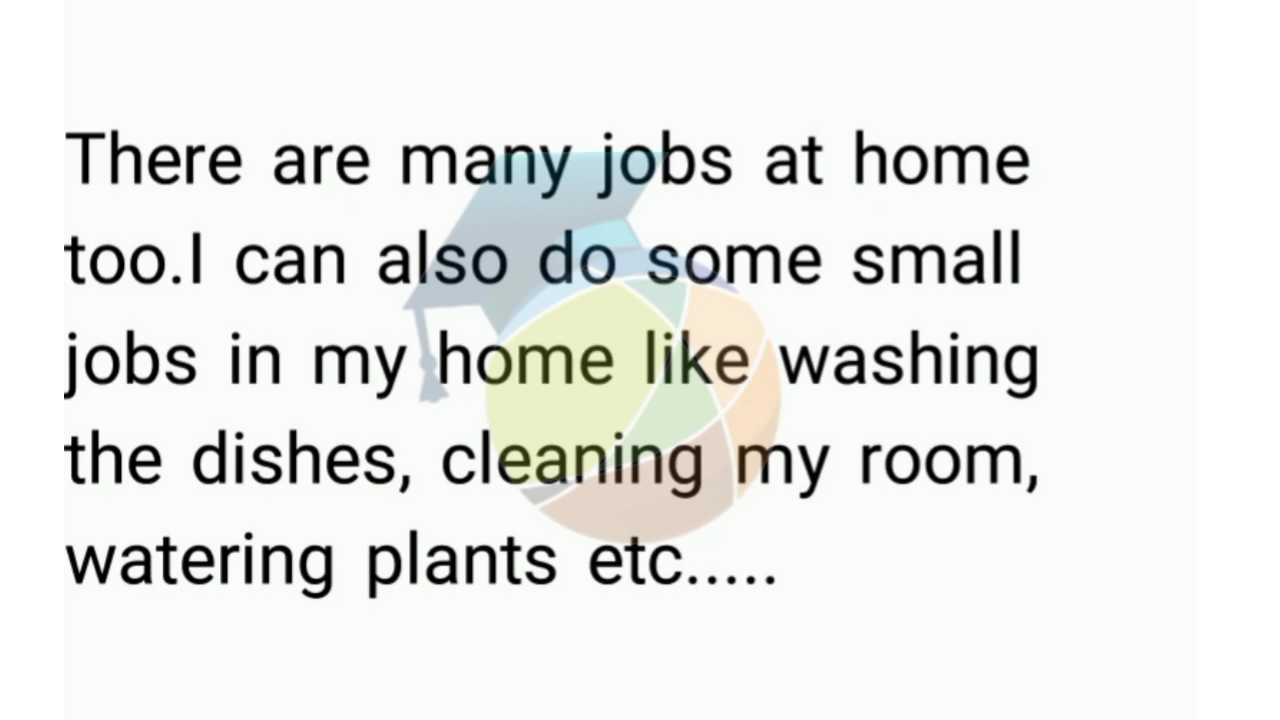 There are many jobs at home
too.I can also do some small
jobs in my home like washing
the dishes, cleaning my room,
watering plants etc.....